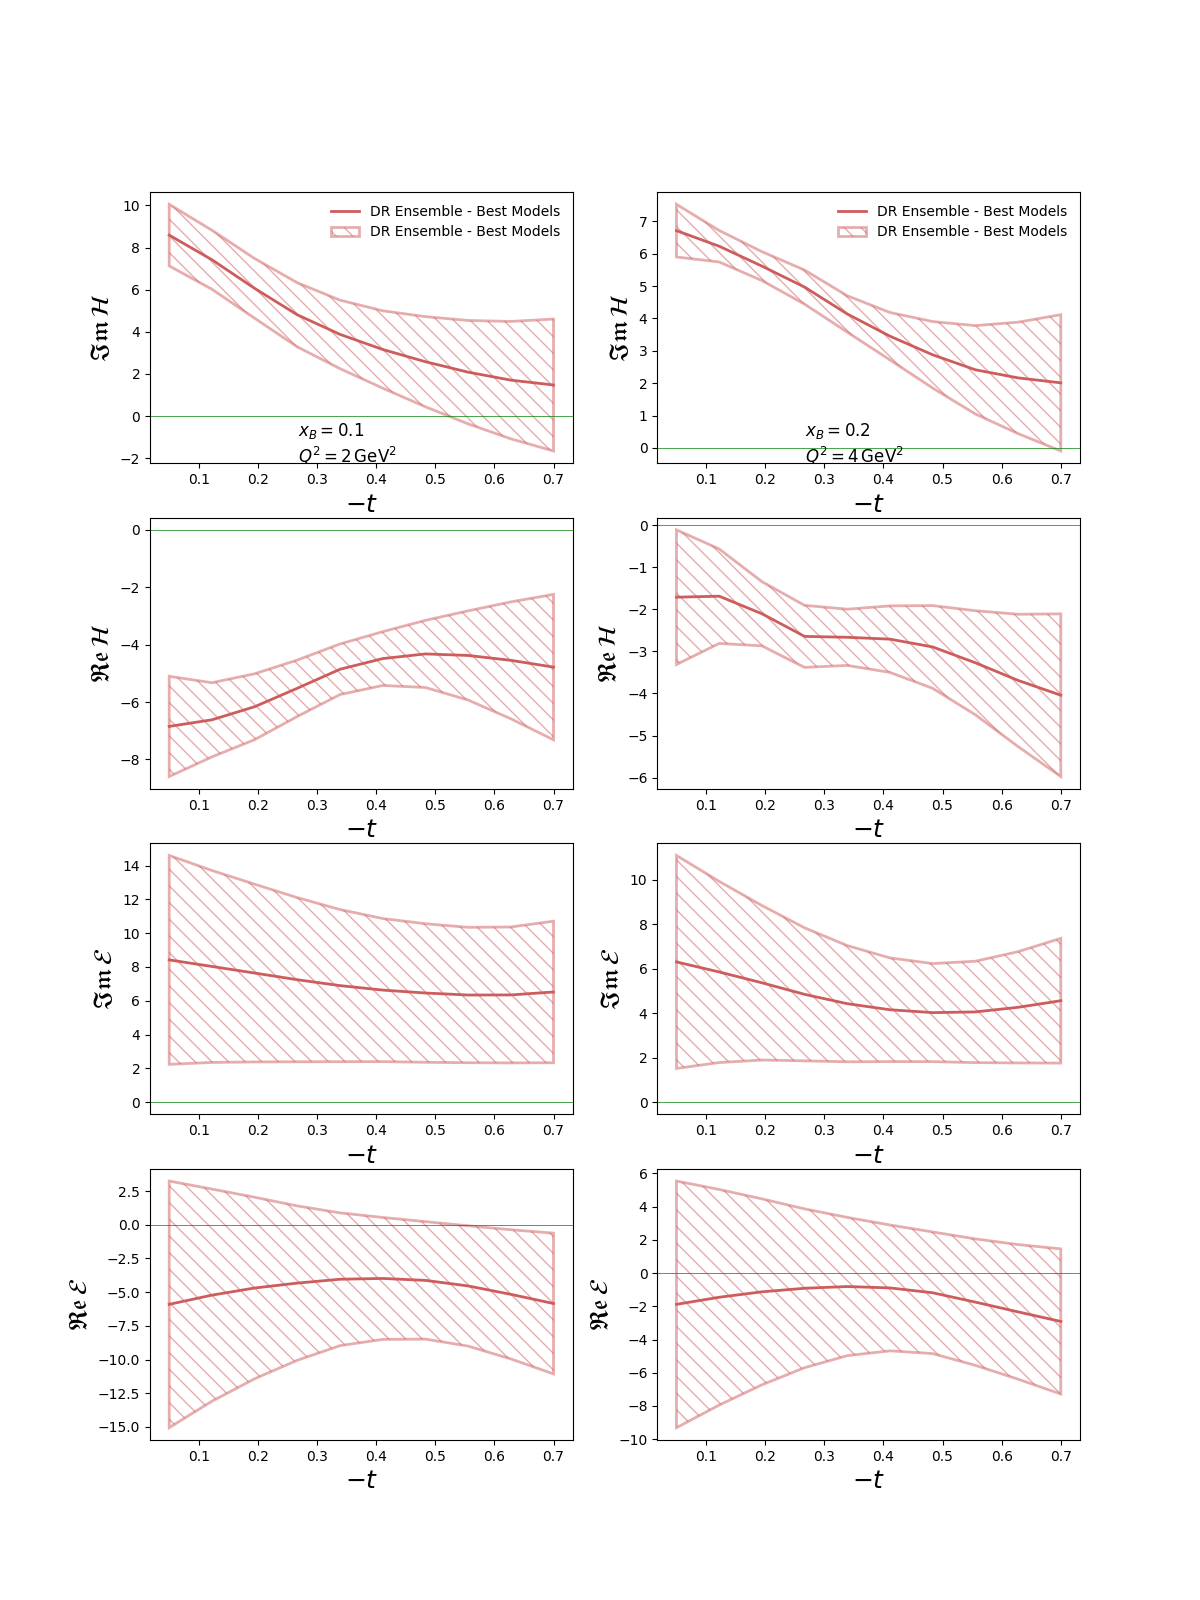 10
8
6
4
2
0
−2
ℑ𝔪 ℋ
DR Ensemble - Best Models
DR Ensemble - Best Models
x_B = 0.1
Q² = 2 GeV²
0.1 0.2 0.3 0.4 0.5 0.6 0.7
−t
7
6
5
4
3
2
1
0
ℑ𝔪 ℋ
DR Ensemble - Best Models
DR Ensemble - Best Models
x_B = 0.2
Q² = 4 GeV²
0.1 0.2 0.3 0.4 0.5 0.6 0.7
−t
0
−2
−4
−6
−8
ℜ𝔢 ℋ
0.1 0.2 0.3 0.4 0.5 0.6 0.7
−t
0
−1
−2
−3
−4
−5
−6
ℜ𝔢 ℋ
0.1 0.2 0.3 0.4 0.5 0.6 0.7
−t
14
12
10
8
6
4
2
0
ℑ𝔪 ℰ
0.1 0.2 0.3 0.4 0.5 0.6 0.7
−t
10
8
6
4
2
0
ℑ𝔪 ℰ
0.1 0.2 0.3 0.4 0.5 0.6 0.7
−t
2.5
0.0
−2.5
−5.0
−7.5
−10.0
−12.5
−15.0
ℜ𝔢 ℰ
0.1 0.2 0.3 0.4 0.5 0.6 0.7
−t
6
4
2
0
−2
−4
−6
−8
−10
ℜ𝔢 ℰ
0.1 0.2 0.3 0.4 0.5 0.6 0.7
−t